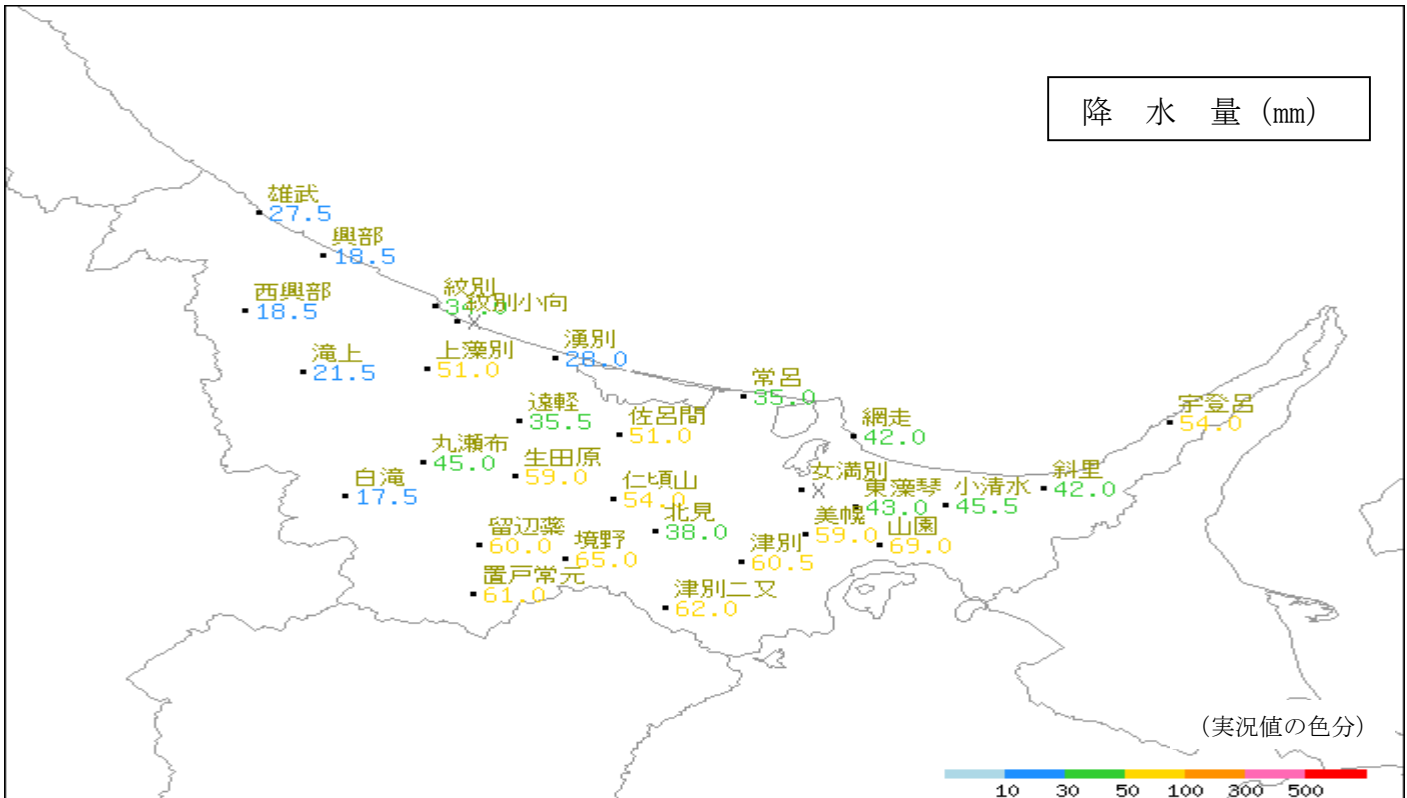 降 水 量 (mm)
雄武
27.5
興部
18.5
西興部
18.5
紋別
34.0
紋別小向
X
湧別
28.0
滝上
21.5
上藻別
51.0
常呂
35.0
遠軽
35.5
佐呂間
51.0
網走
42.0
宇登呂
54.0
丸瀬布
45.0
生田原
59.0
白滝
17.5
仁頃山
54.0
女満別
X
東藻琴
43.0
小清水
45.5
斜里
42.0
北見
38.0
美幌
59.0
山園
69.0
留辺蘂
60.0
境野
65.0
津別
60.5
置戸常元
61.0
津別二又
62.0
(実況値の色分)
10 30 50 100 300 500